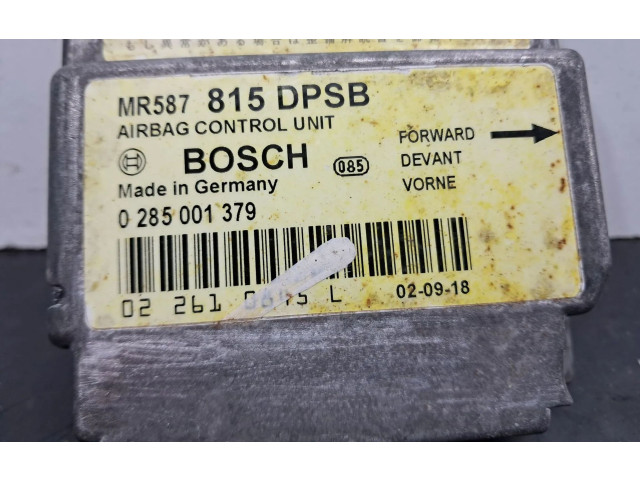 MR587 815 DPSB
AIRBAG CONTROL UNIT
BOSCH 085
Made in Germany
0 285 001 379
FORWARD
DEVANT
VORNE
02 261 L
02-09-18